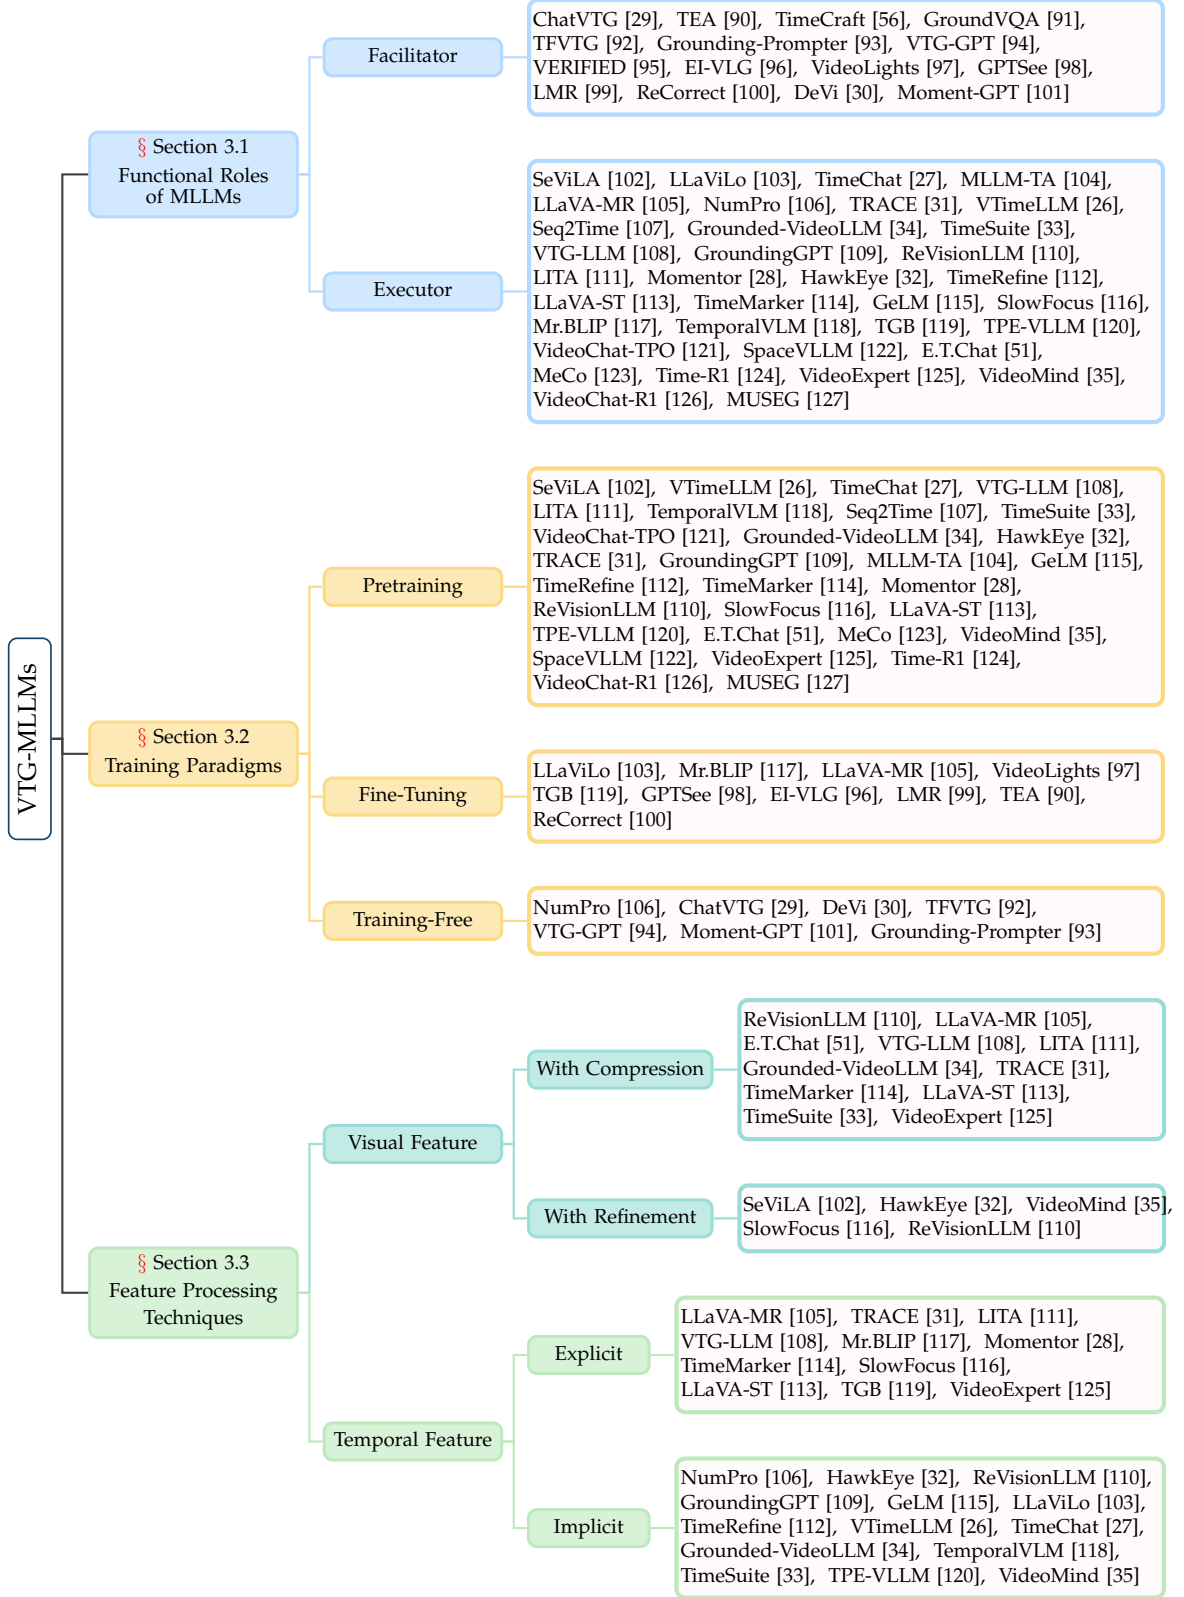 VTG-MLLMs
§ Section 3.1
Functional Roles
of MLLMs
Facilitator
ChatVTG [29], TEA [90], TimeCraft [56], GroundVQA [91],
TFVTG [92], Grounding-Prompter [93], VTG-GPT [94],
VERIFIED [95], EI-VLG [96], VideoLights [97], GPTSee [98],
LMR [99], ReCorrect [100], DeVi [30], Moment-GPT [101]
Executor
SeViLA [102], LLaViLo [103], TimeChat [27], MLLM-TA [104],
LLaVA-MR [105], NumPro [106], TRACE [31], VTimeLLM [26],
Seq2Time [107], Grounded-VideoLLM [34], TimeSuite [33],
VTG-LLM [108], GroundingGPT [109], ReVisionLLM [110],
LITA [111], Momentor [28], HawkEye [32], TimeRefine [112],
LLaVA-ST [113], TimeMarker [114], GeLM [115], SlowFocus [116],
Mr.BLIP [117], TemporalVLM [118], TGB [119], TPE-VLLM [120],
VideoChat-TPO [121], SpaceVLLM [122], E.T.Chat [51],
MeCo [123], Time-R1 [124], VideoExpert [125], VideoMind [35],
VideoChat-R1 [126], MUSEG [127]
§ Section 3.2
Training Paradigms
Pretraining
SeViLA [102], VTimeLLM [26], TimeChat [27], VTG-LLM [108],
LITA [111], TemporalVLM [118], Seq2Time [107], TimeSuite [33],
VideoChat-TPO [121], Grounded-VideoLLM [34], HawkEye [32],
TRACE [31], GroundingGPT [109], MLLM-TA [104], GeLM [115],
TimeRefine [112], TimeMarker [114], Momentor [28],
ReVisionLLM [110], SlowFocus [116], LLaVA-ST [113],
TPE-VLLM [120], E.T.Chat [51], MeCo [123], VideoMind [35],
SpaceVLLM [122], VideoExpert [125], Time-R1 [124],
VideoChat-R1 [126], MUSEG [127]
Fine-Tuning
LLaViLo [103], Mr.BLIP [117], LLaVA-MR [105], VideoLights [97]
TGB [119], GPTSee [98], EI-VLG [96], LMR [99], TEA [90],
ReCorrect [100]
Training-Free
NumPro [106], ChatVTG [29], DeVi [30], TFVTG [92],
VTG-GPT [94], Moment-GPT [101], Grounding-Prompter [93]
§ Section 3.3
Feature Processing
Techniques
Visual Feature
With Compression
ReVisionLLM [110], LLaVA-MR [105],
E.T.Chat [51], VTG-LLM [108], LITA [111],
Grounded-VideoLLM [34], TRACE [31],
TimeMarker [114], LLaVA-ST [113],
TimeSuite [33], VideoExpert [125]
With Refinement
SeViLA [102], HawkEye [32], VideoMind [35],
SlowFocus [116], ReVisionLLM [110]
Temporal Feature
Explicit
LLaVA-MR [105], TRACE [31], LITA [111],
VTG-LLM [108], Mr.BLIP [117], Momentor [28],
TimeMarker [114], SlowFocus [116],
LLaVA-ST [113], TGB [119], VideoExpert [125]
Implicit
NumPro [106], HawkEye [32], ReVisionLLM [110],
GroundingGPT [109], GeLM [115], LLaViLo [103],
TimeRefine [112], VTimeLLM [26], TimeChat [27],
Grounded-VideoLLM [34], TemporalVLM [118],
TimeSuite [33], TPE-VLLM [120], VideoMind [35]